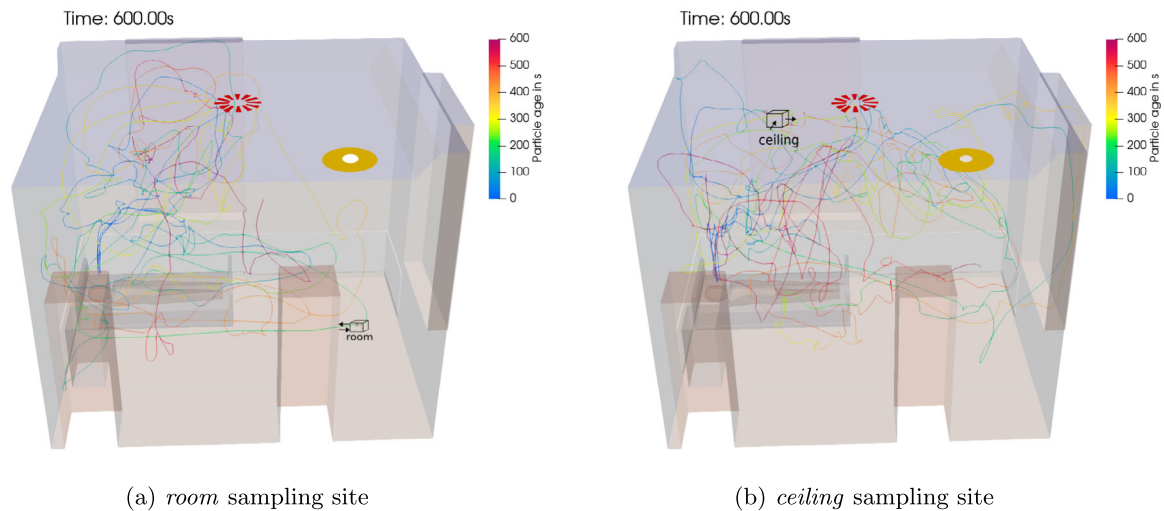 Time: 600.00s
600
500
400
300
200
100
0
Particle age in s
room
(a) room sampling site
Time: 600.00s
600
500
400
300
200
100
0
Particle age in s
ceiling
(b) ceiling sampling site